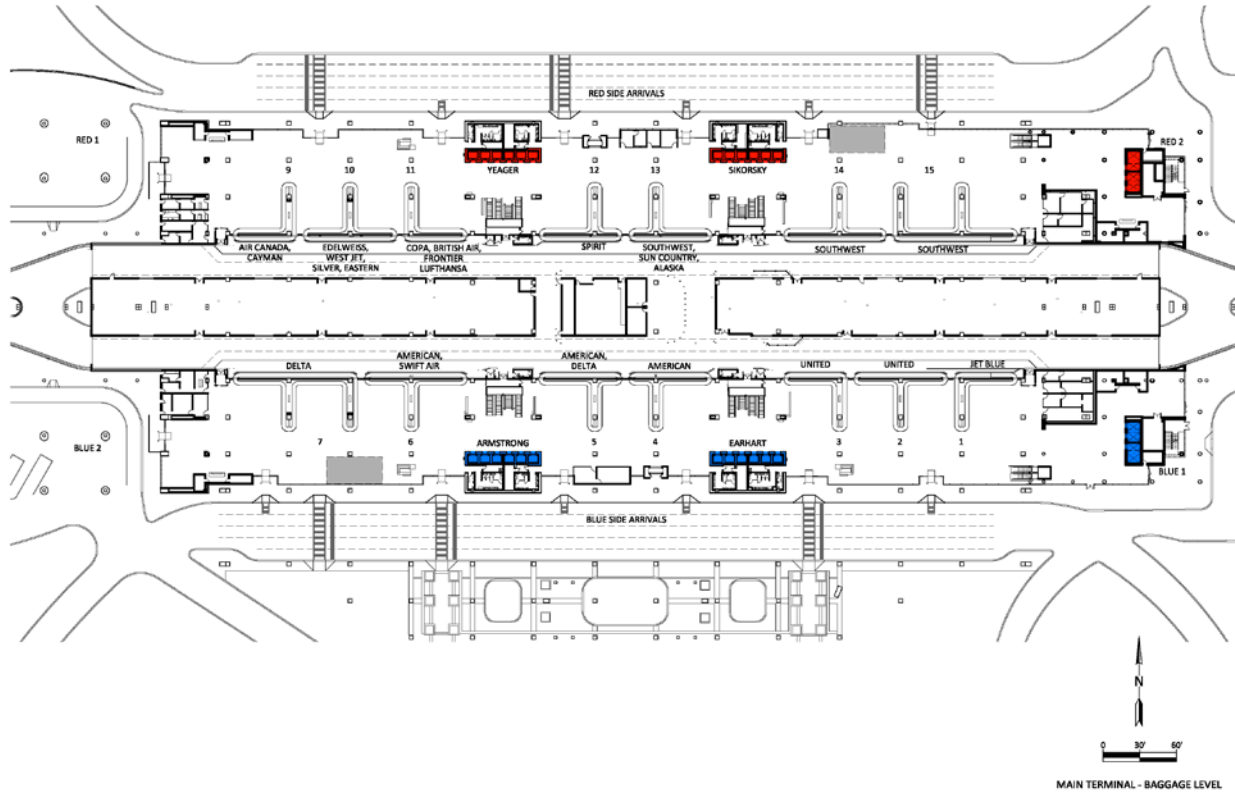 RED SIDE ARRIVALS
RED 1
RED 2
9
10
11
YEAGER
12
13
SIKORSKY
14
15
AIR CANADA,
CAYMAN
EDELWEISS,
WEST JET,
SILVER, EASTERN
COPA, BRITISH AIR,
FRONTIER
LUFTHANSA
SPIRIT
SOUTHWEST,
SUN COUNTRY,
ALASKA
SOUTHWEST
SOUTHWEST
DELTA
AMERICAN,
SWIFT AIR
AMERICAN,
DELTA
AMERICAN
UNITED
UNITED
JET BLUE
BLUE 2
7
6
ARMSTRONG
5
4
EARHART
3
2
1
BLUE 1
BLUE SIDE ARRIVALS
N
0 30' 60'
MAIN TERMINAL - BAGGAGE LEVEL